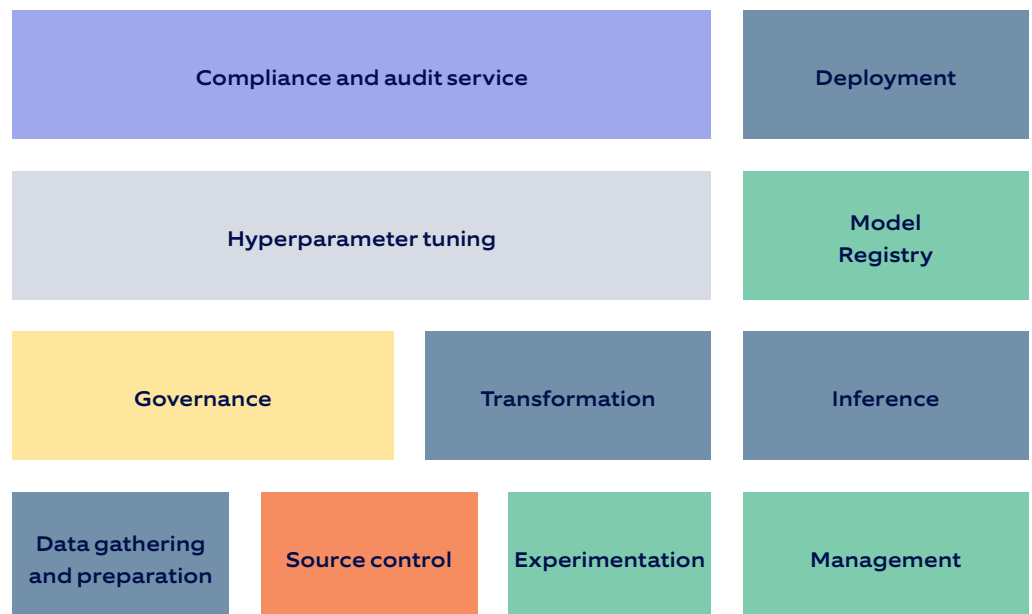 Compliance and audit service
Deployment
Hyperparameter tuning
Model
Registry
Governance
Transformation
Inference
Data gathering
and preparation
Source control
Experimentation
Management